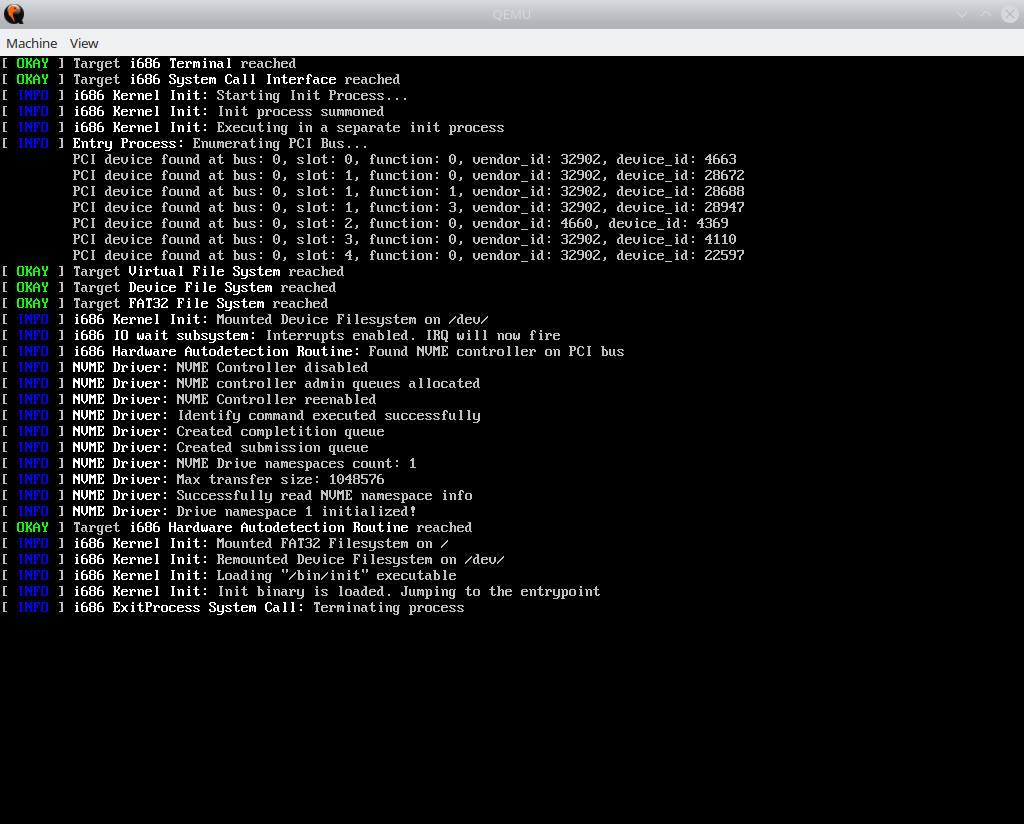 QEMU
Machine View
[ OKAY ] Target i686 Terminal reached
[ OKAY ] Target i686 System Call Interface reached
[ INFO ] i686 Kernel Init: Starting Init Process...
[ INFO ] i686 Kernel Init: Init process summoned
[ INFO ] i686 Kernel Init: Executing in a separate init process
[ INFO ] Entry Process: Enumerating PCI Bus...
PCI device found at bus: 0, slot: 0, function: 0, vendor_id: 32902, device_id: 4663
PCI device found at bus: 0, slot: 1, function: 0, vendor_id: 32902, device_id: 28672
PCI device found at bus: 0, slot: 1, function: 1, vendor_id: 32902, device_id: 28688
PCI device found at bus: 0, slot: 1, function: 3, vendor_id: 32902, device_id: 28947
PCI device found at bus: 0, slot: 2, function: 0, vendor_id: 4660, device_id: 4369
PCI device found at bus: 0, slot: 3, function: 0, vendor_id: 32902, device_id: 4110
PCI device found at bus: 0, slot: 4, function: 0, vendor_id: 32902, device_id: 22597
[ OKAY ] Target Virtual File System reached
[ OKAY ] Target Device File System reached
[ OKAY ] Target FAT32 File System reached
[ INFO ] i686 Kernel Init: Mounted Device Filesystem on /dev/
[ INFO ] i686 IO wait subsystem: Interrupts enabled. IRQ will now fire
[ INFO ] i686 Hardware Autodetection Routine: Found NVME controller on PCI bus
[ INFO ] NVME Driver: NVME Controller disabled
[ INFO ] NVME Driver: NVME controller admin queues allocated
[ INFO ] NVME Driver: NVME Controller reenabled
[ INFO ] NVME Driver: Identify command executed successfully
[ INFO ] NVME Driver: Created completition queue
[ INFO ] NVME Driver: Created submission queue
[ INFO ] NVME Driver: NVME Drive namespaces count: 1
[ INFO ] NVME Driver: Max transfer size: 1048576
[ INFO ] NVME Driver: Successfully read NVME namespace info
[ INFO ] NVME Driver: Drive namespace 1 initialized!
[ OKAY ] Target i686 Hardware Autodetection Routine reached
[ INFO ] i686 Kernel Init: Mounted FAT32 Filesystem on /
[ INFO ] i686 Kernel Init: Remounted Device Filesystem on /dev/
[ INFO ] i686 Kernel Init: Loading "/bin/init" executable
[ INFO ] i686 Kernel Init: Init binary is loaded. Jumping to the entrypoint
[ INFO ] i686 ExitProcess System Call: Terminating process